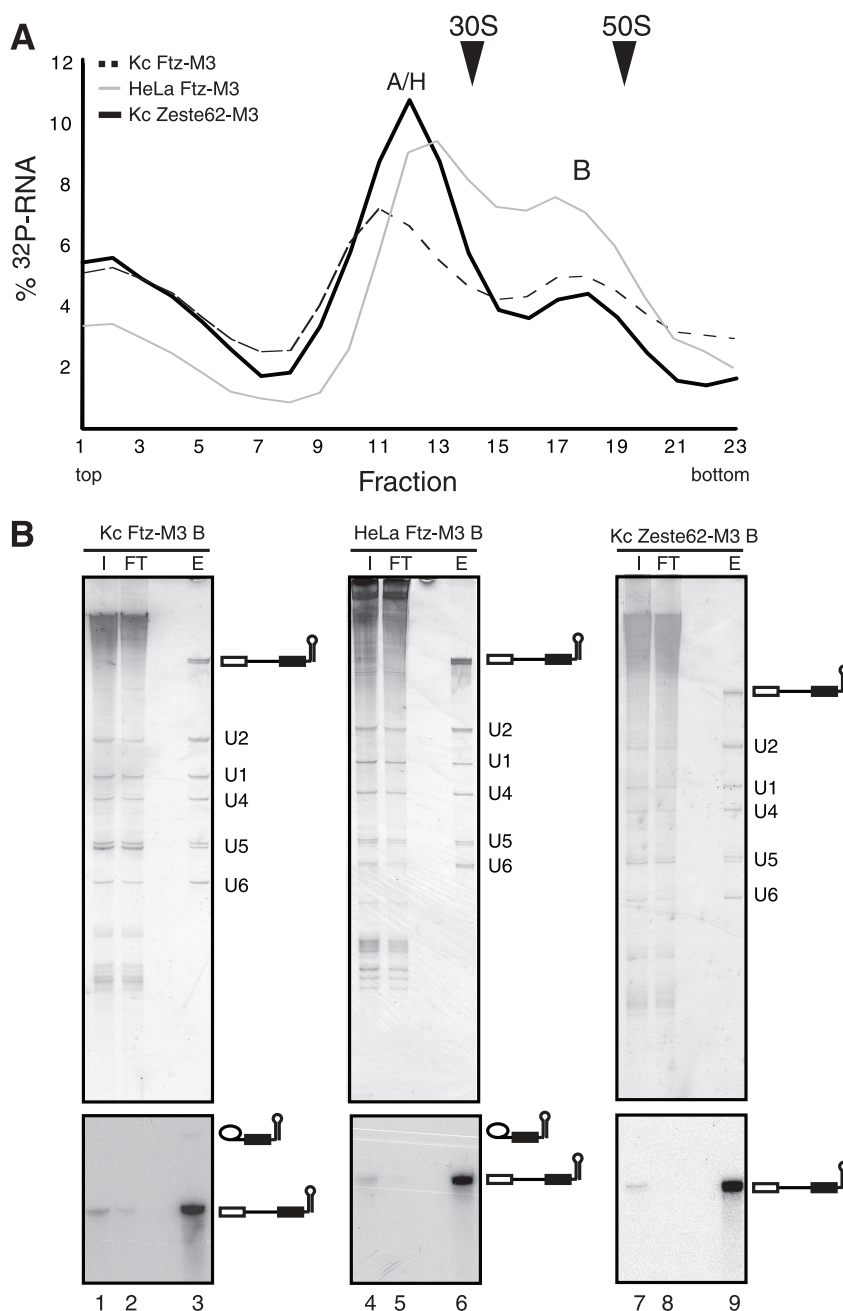 A
30S 50S
12
Kc Ftz-M3
HeLa Ftz-M3
Kc Zeste62-M3
A/H
10
8
B
6
4
2
% 32P-RNA
1 3 5 7 9 11 13 15 17 19 21 23
top Fraction bottom
B
Kc Ftz-M3 B HeLa Ftz-M3 B Kc Zeste62-M3 B
I FT E I FT E I FT E
U2 U2 U2
U1 U1 U1
U4 U4 U4
U5 U5 U5
U6 U6 U6
1 2 3 4 5 6 7 8 9